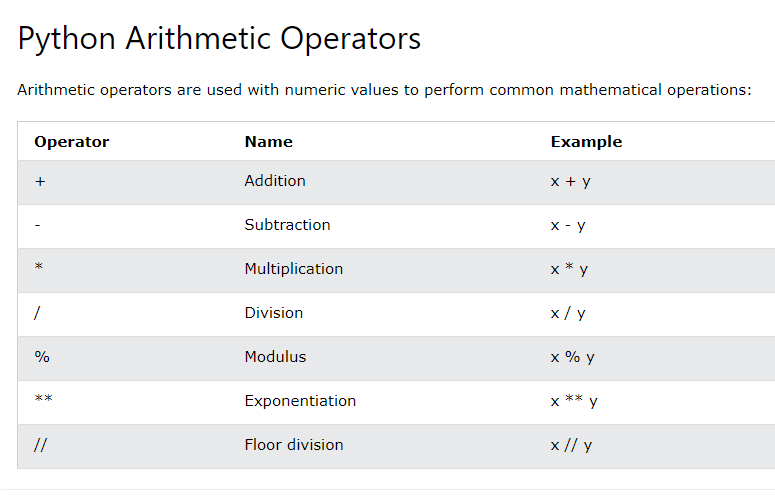 Python Arithmetic Operators
Arithmetic operators are used with numeric values to perform common mathematical operations:
Operator Name Example
+ Addition x + y
- Subtraction x - y
* Multiplication x * y
/ Division x / y
% Modulus x % y
** Exponentiation x ** y
// Floor division x // y